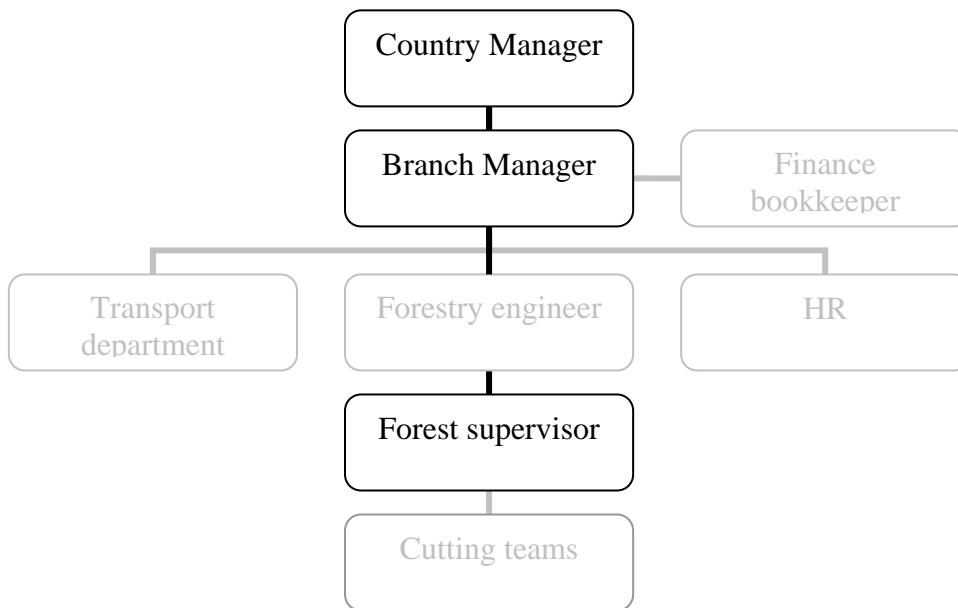 Country Manager
Branch Manager
Finance
bookkeeper
Transport
department
Forestry engineer
HR
Forest supervisor
Cutting teams